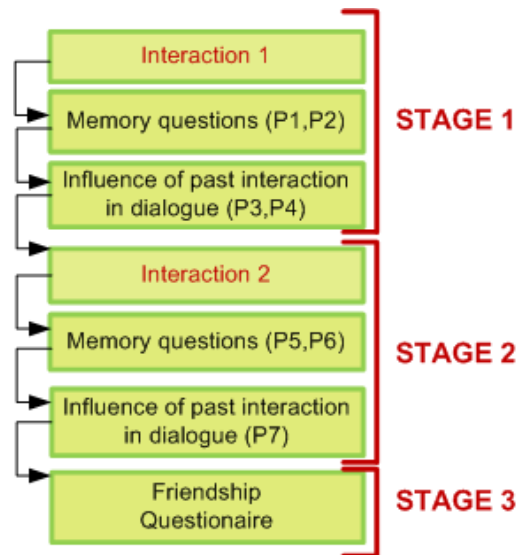 Interaction 1
Memory questions (P1,P2)
STAGE 1
Influence of past interaction
in dialogue (P3,P4)
Interaction 2
Memory questions (P5,P6)
STAGE 2
Influence of past interaction
in dialogue (P7)
Friendship
Questionaire
STAGE 3